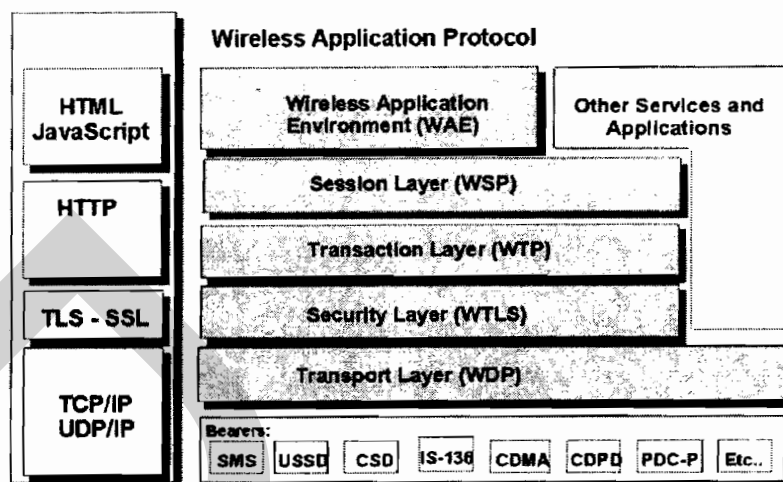 Wireless Application Protocol
HTML
JavaScript
HTTP
TLS - SSL
TCP/IP
UDP/IP
Wireless Application
Environment (WAE)
Other Services and
Applications
Session Layer (WSP)
Transaction Layer (WTP)
Security Layer (WTLS)
Transport Layer (WDP)
Bearers:
SMS USSD CSD IS-136 CDMA CDPD PDC-P Etc..